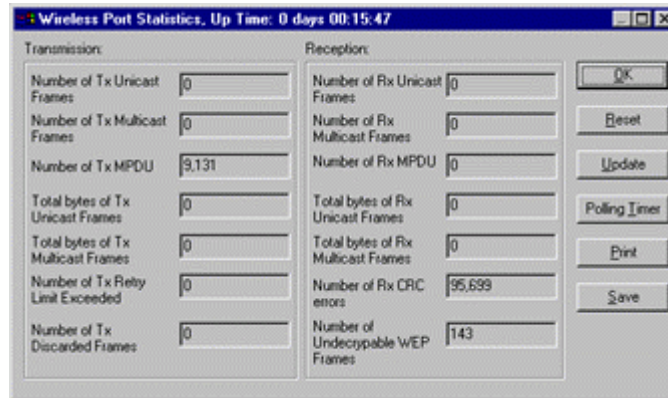 Wireless Port Statistics, Up Time: 0 days 00:15:47
Transmission:
Number of Tx Unicast
Frames
0
Number of Tx Multicast
Frames
0
Number of Tx MPDU
9,131
Total bytes of Tx
Unicast Frames
0
Total bytes of Tx
Multicast Frames
0
Number of Tx Retry
Limit Exceeded
0
Number of Tx
Discarded Frames
0
Reception:
Number of Rx Unicast
Frames
0
Number of Rx
Multicast Frames
0
Number of Rx MPDU
0
Total bytes of Rx
Unicast Frames
0
Total bytes of Rx
Multicast Frames
0
Number of Rx CRC
errors
95,699
Number of
Undecrypable WEP
Frames
143
OK
Reset
Update
Polling Timer
Print
Save